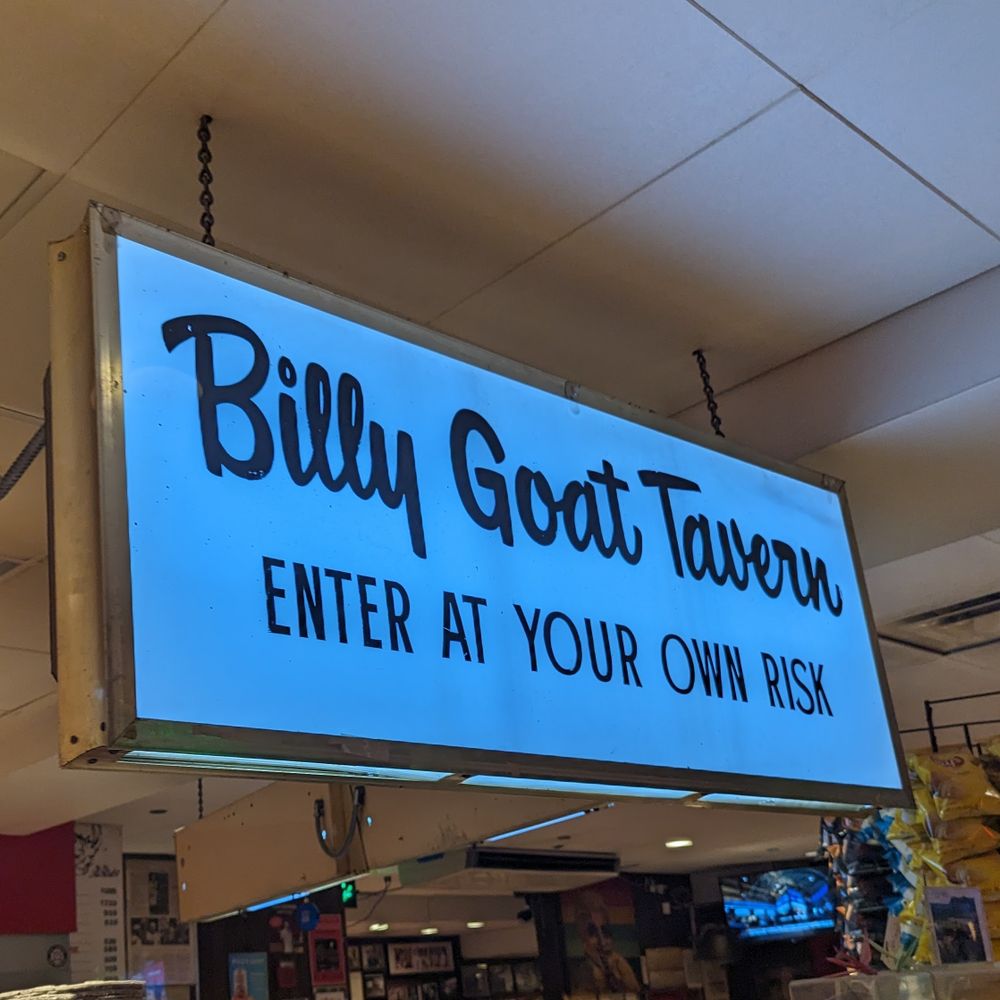 Billy Goat Tavern
ENTER AT YOUR OWN RISK